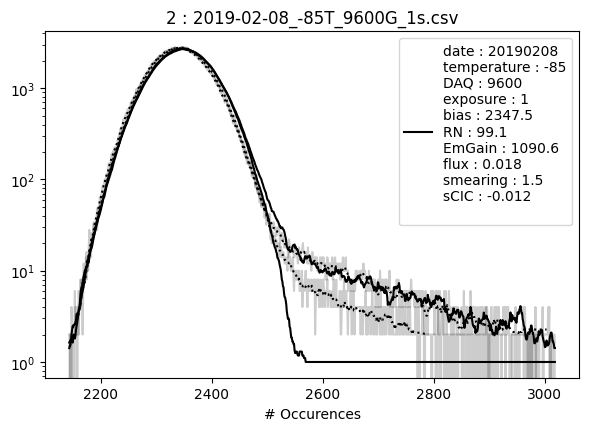 2 : 2019-02-08_-85T_9600G_1s.csv
date : 20190208
temperature : -85
DAQ : 9600
exposure : 1
bias : 2347.5
RN : 99.1
EmGain : 1090.6
flux : 0.018
smearing : 1.5
sCIC : -0.012
10³
10²
10¹
10⁰
2200 2400 2600 2800 3000
# Occurences